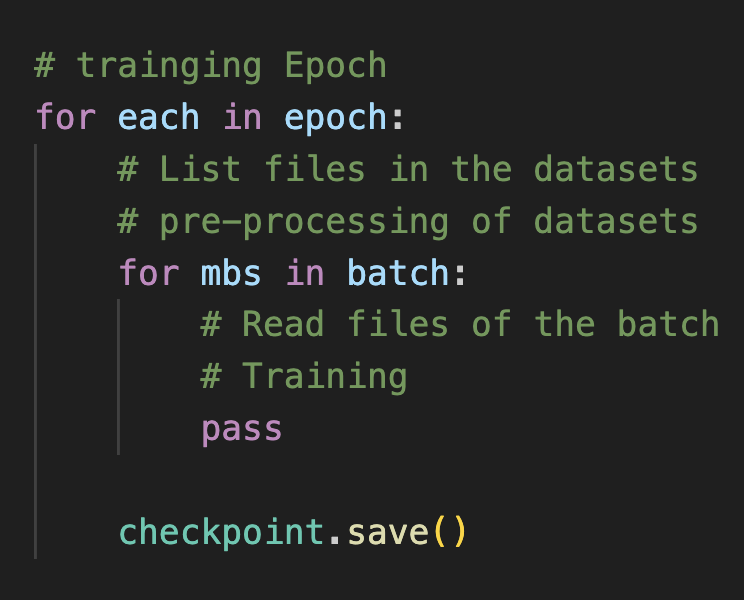 # trainging Epoch
for each in epoch:
    # List files in the datasets
    # pre-processing of datasets
    for mbs in batch:
        # Read files of the batch
        # Training
        pass
    checkpoint.save()